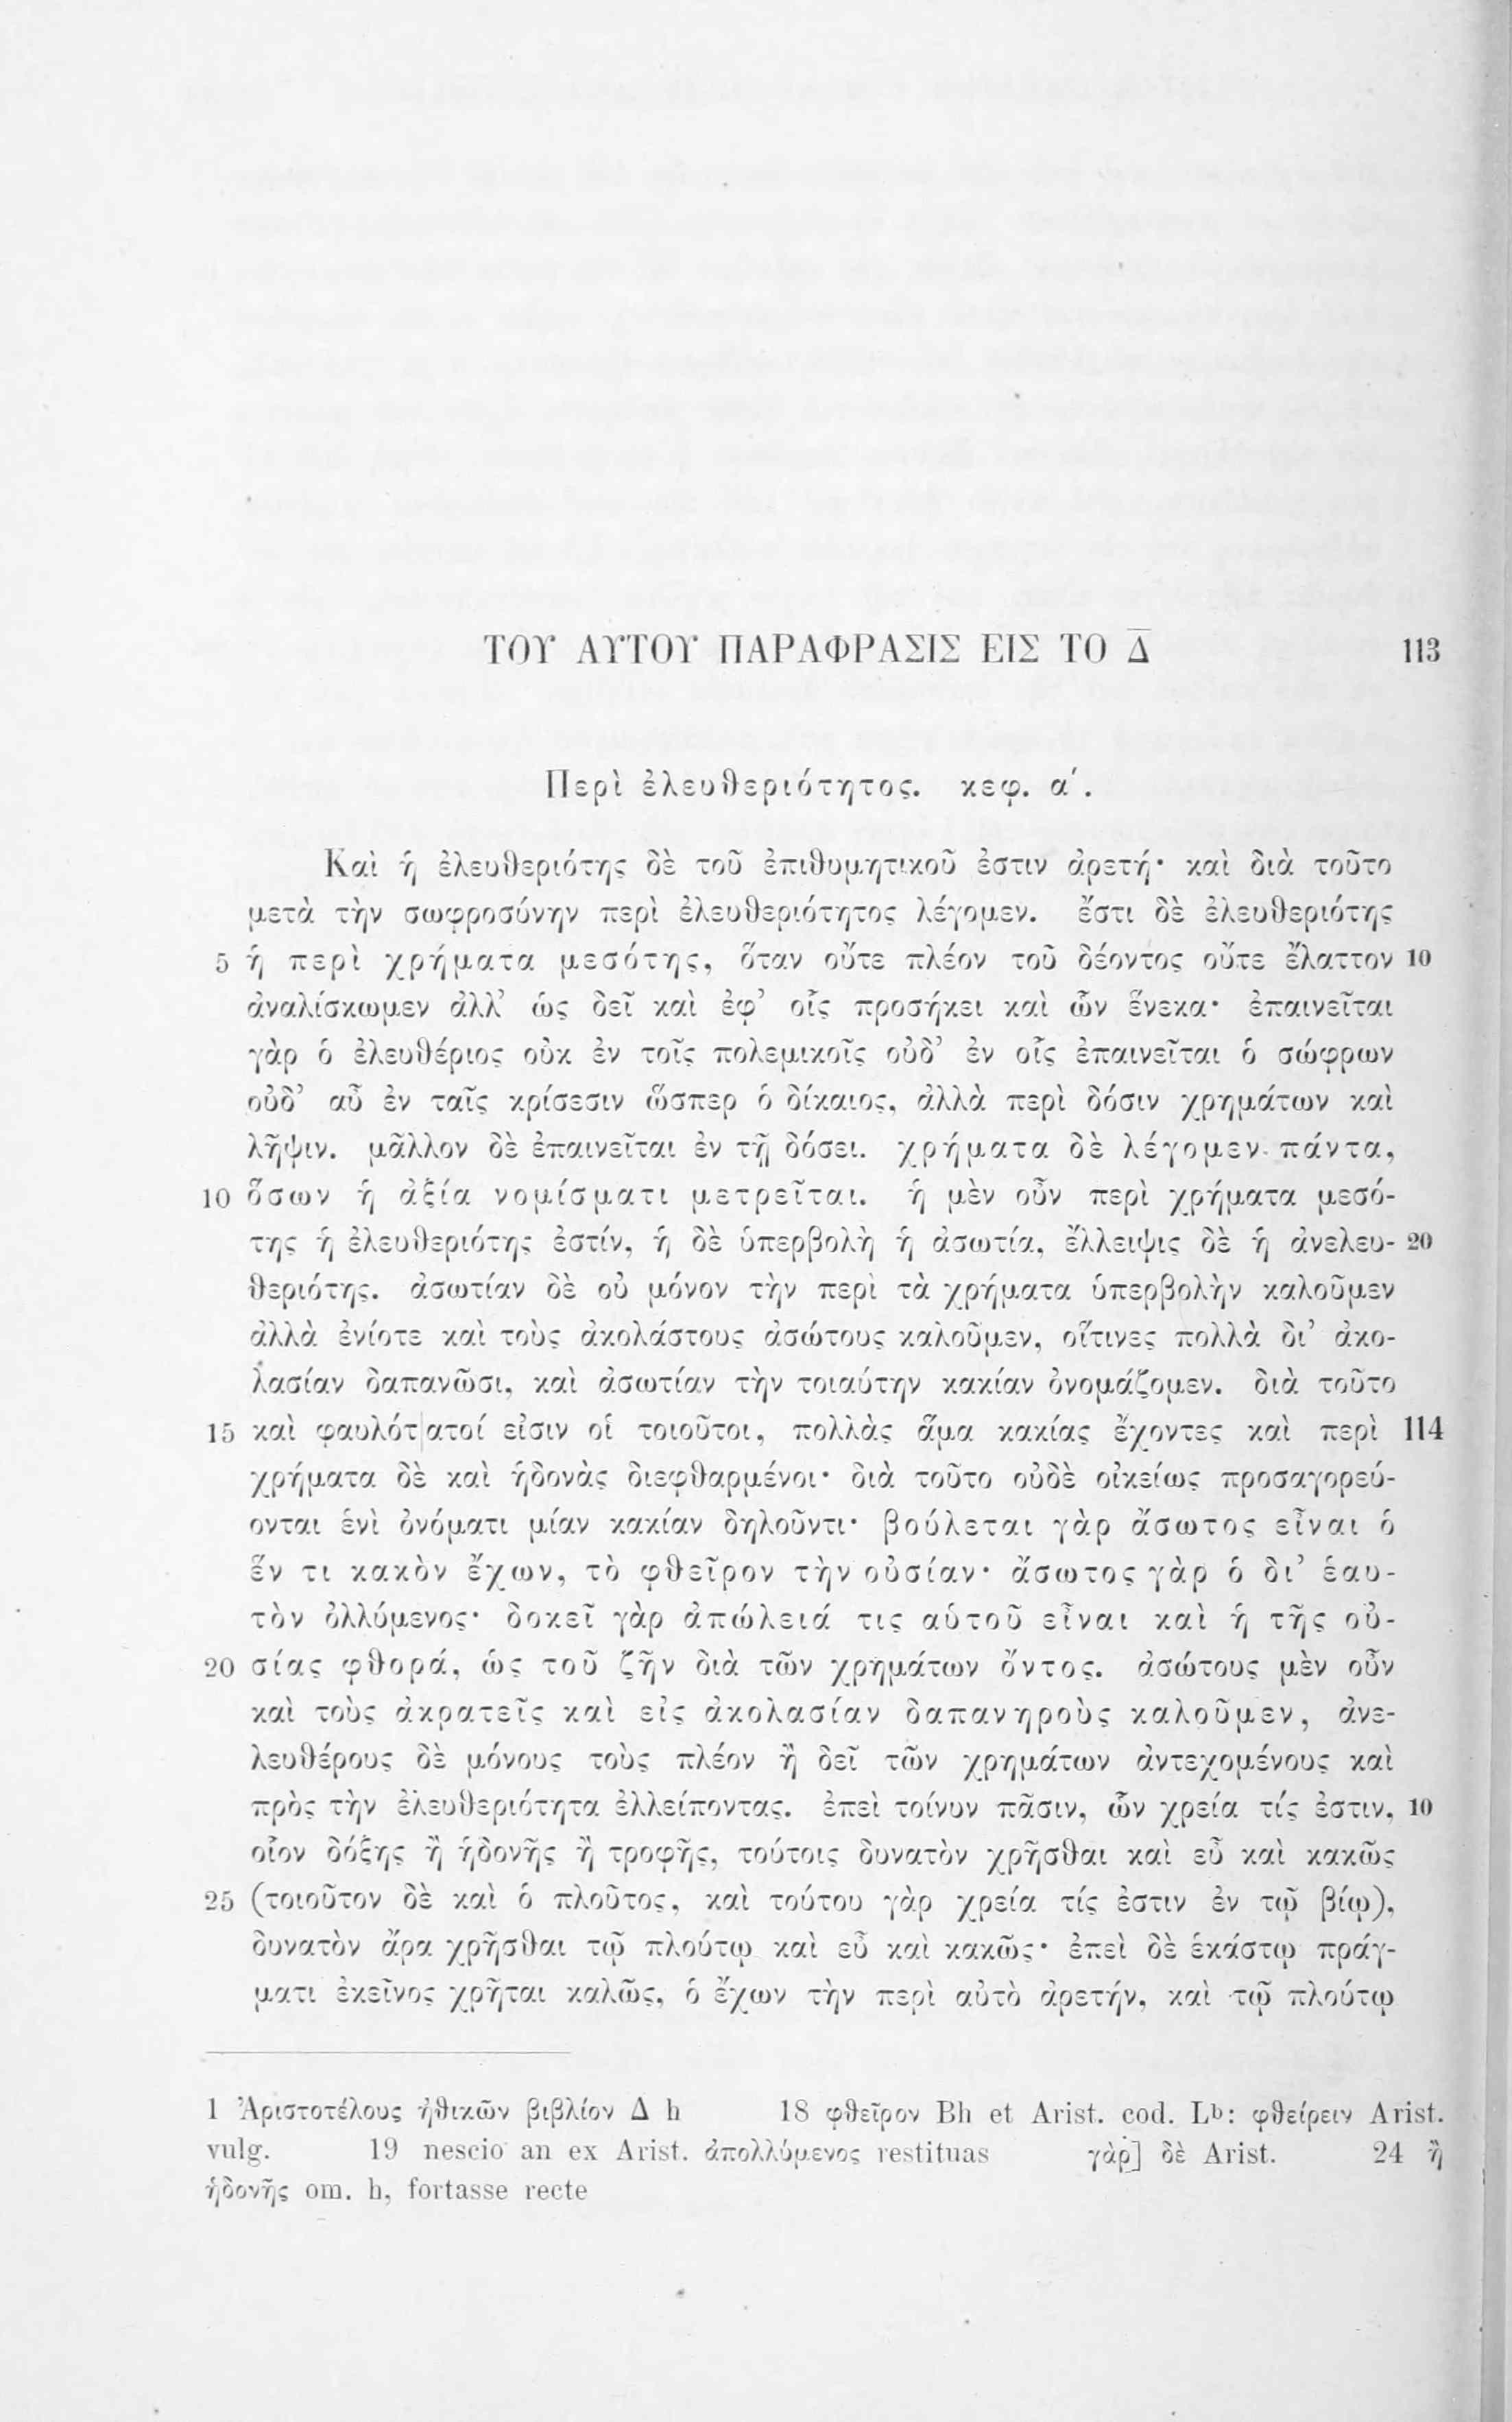 ΤΟΥ ΑΥΤΟΥ ΠΑΡΑΦΡΑΣΙΣ ΕΙΣ ΤΟ Δ̅ 113
Περὶ ἐλευθεριότητος. κεφ. α΄.
Καὶ ἡ ἐλευθεριότης δὲ τοῦ ἐπιθυμητικοῦ ἐστιν ἀρετή· καὶ διὰ τοῦτο
μετὰ τὴν σωφροσύνην περὶ ἐλευθεριότητος λέγομεν. ἔστι δὲ ἐλευθεριότης
5 ἡ περὶ χρήματα μεσότης, ὅταν οὔτε πλέον τοῦ δέοντος οὔτε ἔλαττον 10
ἀναλίσκωμεν ἀλλ’ ὡς δεῖ καὶ ἐφ’ οἷς προσήκει καὶ ὧν ἕνεκα· ἐπαινεῖται
γὰρ ὁ ἐλευθέριος οὐκ ἐν τοῖς πολεμικοῖς οὐδ’ ἐν οἷς ἐπαινεῖται ὁ σώφρων
οὐδ’ αὖ ἐν ταῖς κρίσεσιν ὥσπερ ὁ δίκαιος, ἀλλὰ περὶ δόσιν χρημάτων καὶ
λῆψιν. μᾶλλον δὲ ἐπαινεῖται ἐν τῇ δόσει. χρήματα δὲ λέγομεν πάντα,
10 ὅσων ἡ ἀξία νομίσματι μετρεῖται. ἡ μὲν οὖν περὶ χρήματα μεσό-
της ἡ ἐλευθεριότης ἐστίν, ἡ δὲ ὑπερβολὴ ἡ ἀσωτία, ἔλλειψις δὲ ἡ ἀνελευ- 20
θεριότης. ἀσωτίαν δὲ οὐ μόνον τὴν περὶ τὰ χρήματα ὑπερβολὴν καλοῦμεν
ἀλλὰ ἐνίοτε καὶ τοὺς ἀκολάστους ἀσώτους καλοῦμεν, οἵτινες πολλὰ δι’ ἀκο-
λασίαν δαπανῶσι, καὶ ἀσωτίαν τὴν τοιαύτην κακίαν ὀνομάζομεν. διὰ τοῦτο
15 καὶ φαυλότ|ατοί εἰσιν οἱ τοιοῦτοι, πολλὰς ἅμα κακίας ἔχοντες καὶ περὶ 114
χρήματα δὲ καὶ ἡδονὰς διεφθαρμένοι· διὰ τοῦτο οὐδὲ οἰκείως προσαγορεύ-
ονται ἑνὶ ὀνόματι μίαν κακίαν δηλοῦντι· βούλεται γὰρ ἄσωτος εἶναι ὁ
ἕν τι κακὸν ἔχων, τὸ φθεῖρον τὴν οὐσίαν· ἄσωτος γὰρ ὁ δι’ ἑαυ-
τὸν ὀλλύμενος· δοκεῖ γὰρ ἀπώλειά τις αὑτοῦ εἶναι καὶ ἡ τῆς οὐ-
20 σίας φθορά, ὡς τοῦ ζῆν διὰ τῶν χρημάτων ὄντος. ἀσώτους μὲν οὖν
καὶ τοὺς ἀκρατεῖς καὶ εἰς ἀκολασίαν δαπανηροὺς καλοῦμεν, ἀνε-
λευθέρους δὲ μόνους τοὺς πλέον ἢ δεῖ τῶν χρημάτων ἀντεχομένους καὶ
πρὸς τὴν ἐλευθεριότητα ἐλλείποντας. ἐπεὶ τοίνυν πᾶσιν, ὧν χρεία τίς ἐστιν, 10
οἷον δόξης ἢ ἡδονῆς ἢ τροφῆς, τούτοις δυνατὸν χρῆσθαι καὶ εὖ καὶ κακῶς
25 (τοιοῦτον δὲ καὶ ὁ πλοῦτος, καὶ τούτου γὰρ χρεία τίς ἐστιν ἐν τῷ βίῳ),
δυνατὸν ἄρα χρῆσθαι τῷ πλούτῳ καὶ εὖ καὶ κακῶς· ἐπεὶ δὲ ἑκάστῳ πράγ-
ματι ἐκεῖνος χρῆται καλῶς, ὁ ἔχων τὴν περὶ αὐτὸ ἀρετήν, καὶ τῷ πλούτῳ
1 Ἀριστοτέλους ἠθικῶν βιβλίον Δ h 18 φθεῖρον Bh et Arist. cod. Lᵇ: φθείρειν Arist.
vulg. 19 nescio an ex Arist. ἀπολλύμενος restituas γὰρ] δὲ Arist. 24 ἢ
ἡδονῆς om. h, fortasse recte